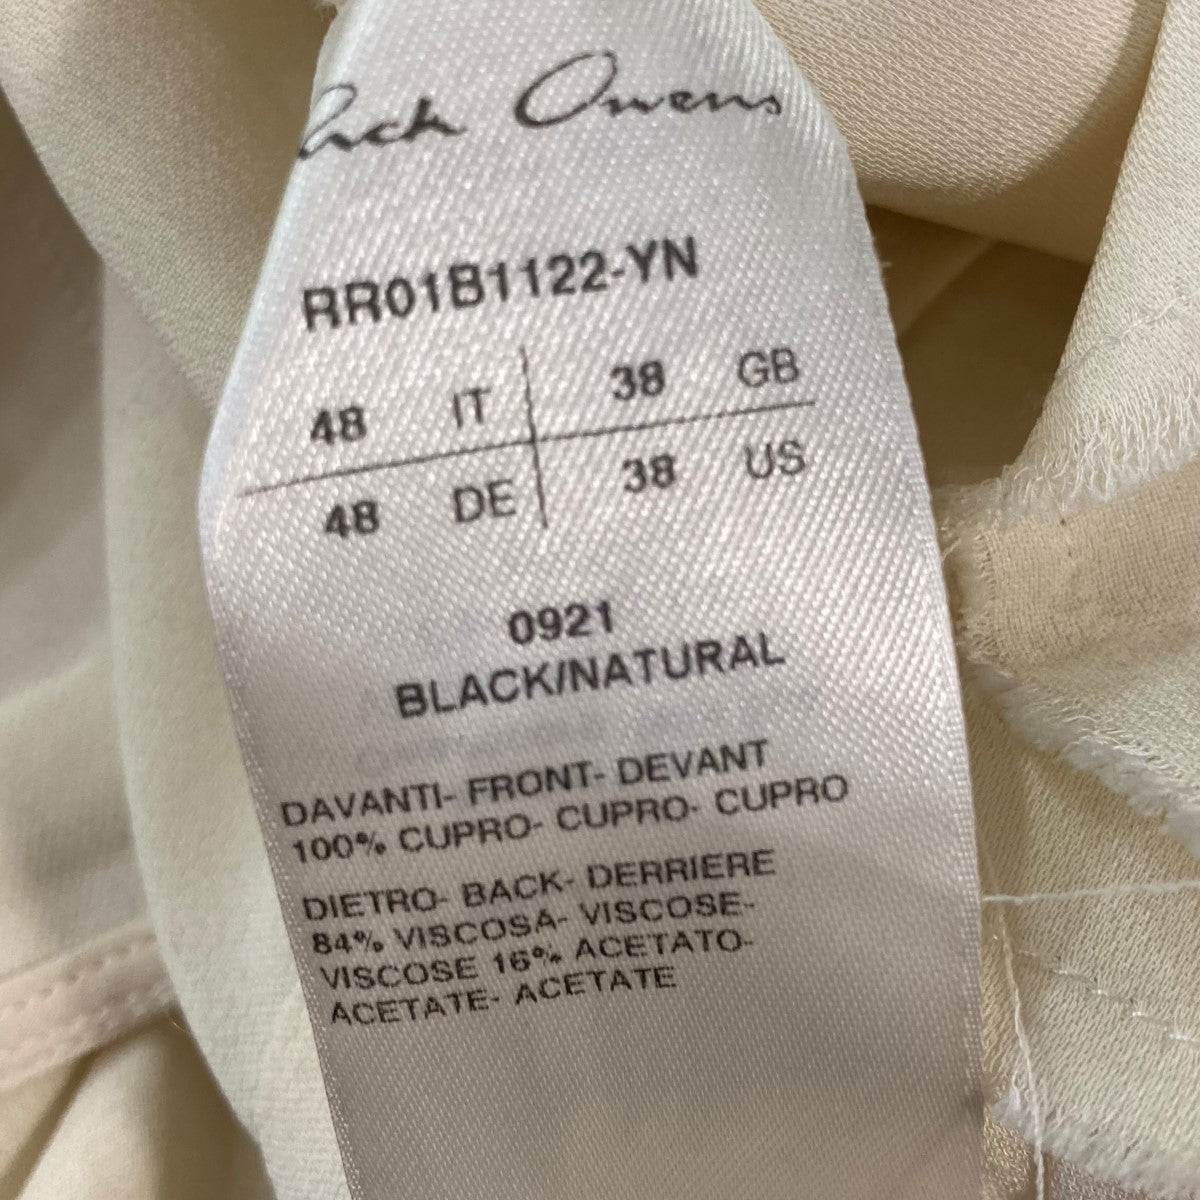 Rick Owens
RR01B1122-YN
48 IT 38 GB
48 DE 38 US
0921
BLACK/NATURAL
DAVANTI- FRONT- DEVANT
100% CUPRO- CUPRO- CUPRO
DIETRO- BACK- DERRIERE
84% VISCOSA- VISCOSE-
VISCOSE 16% ACETATO-
ACETATE- ACETATE